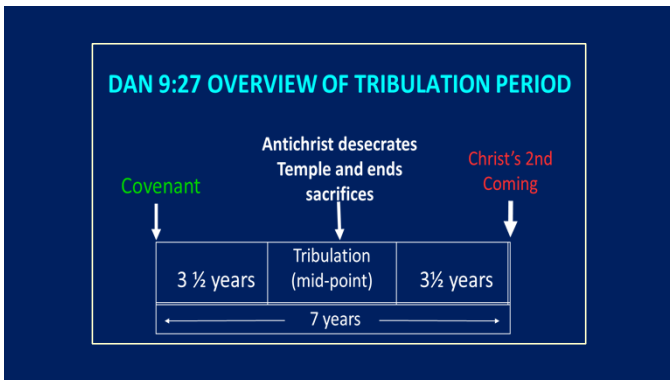 DAN 9:27 OVERVIEW OF TRIBULATION PERIOD
Antichrist desecrates
Temple and ends
sacrifices
Covenant
Christ's 2nd
Coming
3 ½ years
Tribulation
(mid-point)
3½ years
7 years